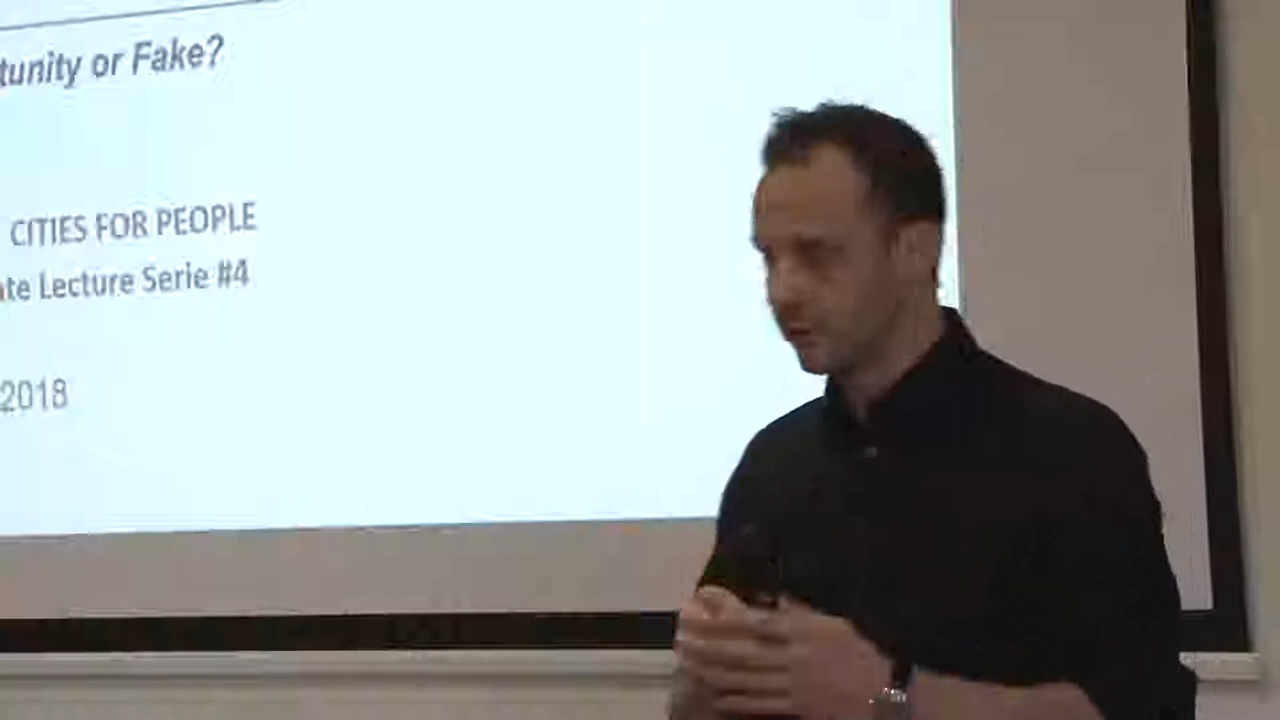 tunity or Fake?
CITIES FOR PEOPLE
ate Lecture Serie #4
2018